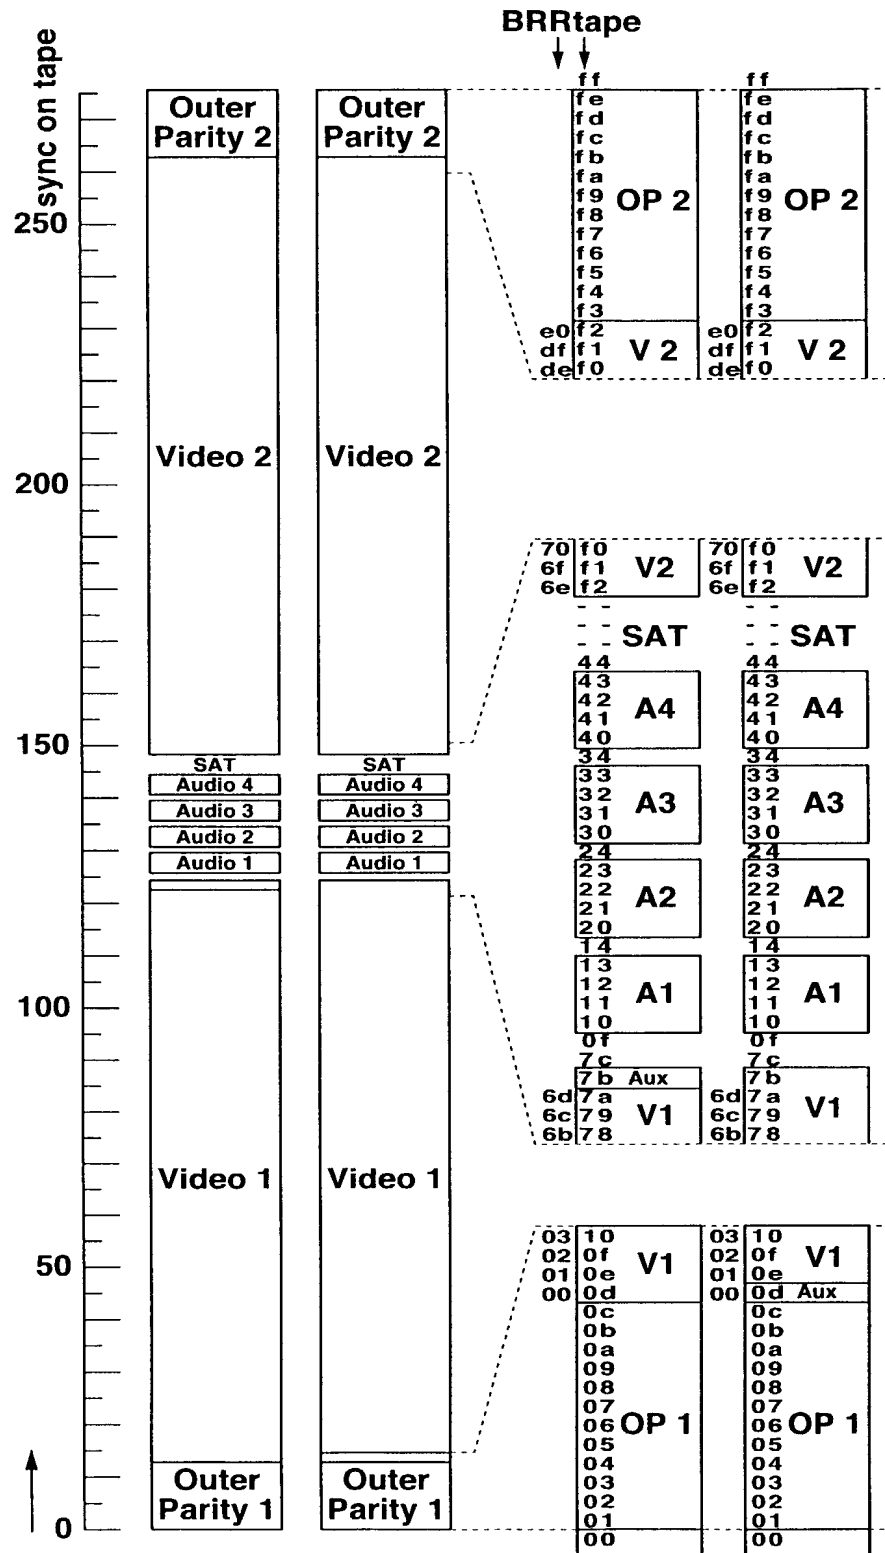 BRRtape
sync on tape
250
200
150
100
50
0
Outer
Parity 2
Video 2
SAT
Audio 4
Audio 3
Audio 2
Audio 1
Video 1
Outer
Parity 1
Outer
Parity 2
Video 2
SAT
Audio 4
Audio 3
Audio 2
Audio 1
Video 1
Outer
Parity 1
ff
fe
fd
fc
fb
fa
f9
f8
f7
f6
f5
f4
f3
OP 2
e0 f2
df f1
de f0
V 2
70 f0
6f f1
6e f2
V2
SAT
44
43
42
41
40
A4
34
33
32
31
30
A3
24
23
22
21
20
A2
14
13
12
11
10
A1
0f
7c
7b Aux
6d 7a
6c 79
6b 78
V1
03 10
02 0f
01 0e
00 0d
V1
0c
0b
0a
09
08
07
06
05
04
03
02
01
OP 1
00
ff
fe
fd
fc
fb
fa
f9
f8
f7
f6
f5
f4
f3
OP 2
e0 f2
df f1
de f0
V 2
70 f0
6f f1
6e f2
V2
SAT
44
43
42
41
40
A4
34
33
32
31
30
A3
24
23
22
21
20
A2
14
13
12
11
10
A1
0f
7c
7b
6d 7a
6c 79
6b 78
V1
03 10
02 0f
01 0e
V1
00 0d Aux
0c
0b
0a
09
08
07
06
05
04
03
02
01
OP 1
00